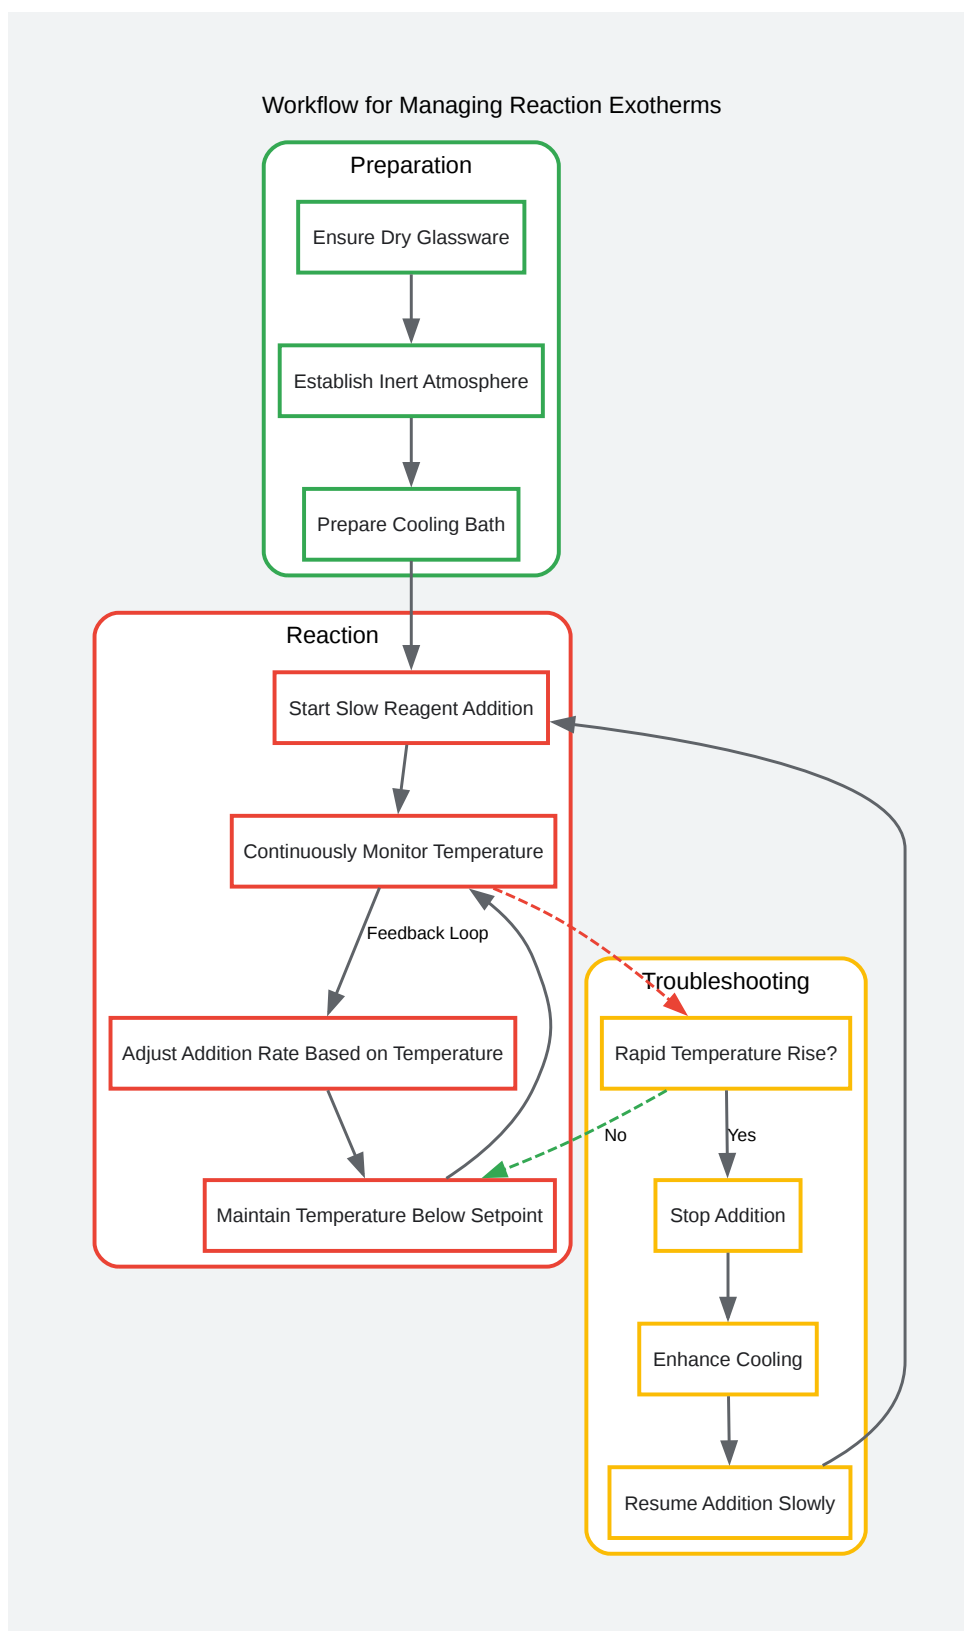 Workflow for Managing Reaction Exotherms
Preparation
Ensure Dry Glassware
Establish Inert Atmosphere
Prepare Cooling Bath
Reaction
Start Slow Reagent Addition
Continuously Monitor Temperature
Feedback Loop
Adjust Addition Rate Based on Temperature
Maintain Temperature Below Setpoint
Troubleshooting
Rapid Temperature Rise?
No
Yes
Stop Addition
Enhance Cooling
Resume Addition Slowly